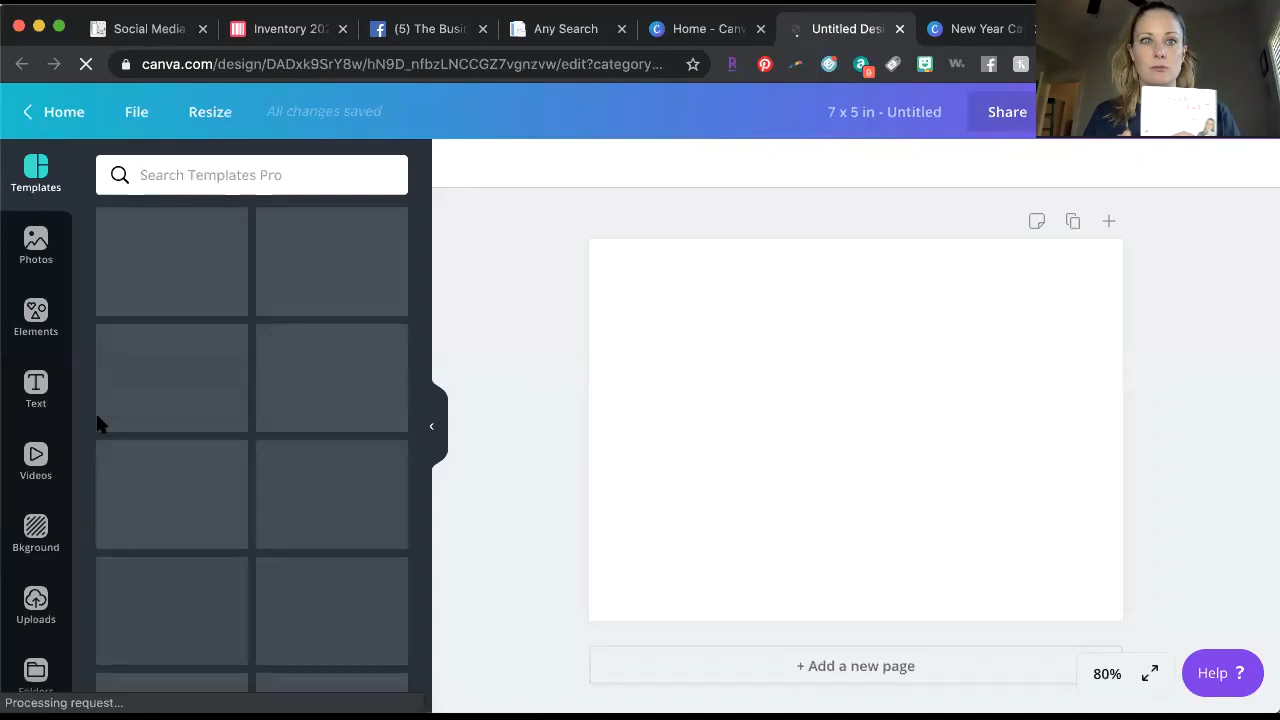 Social Media
Inventory 202
(5) The Busi
Any Search
Home - Canv
Untitled Desi
New Year Ca
canva.com/design/DADxk9SrY8w/hN9D_nfbzLNCCGZ7vgnzvw/edit?category...
Home
File
Resize
All changes saved
7 x 5 in - Untitled
Share
Templates
Search Templates Pro
Photos
Elements
Text
Videos
Bkground
Uploads
Folders
+ Add a new page
80%
Help ?
Processing request...